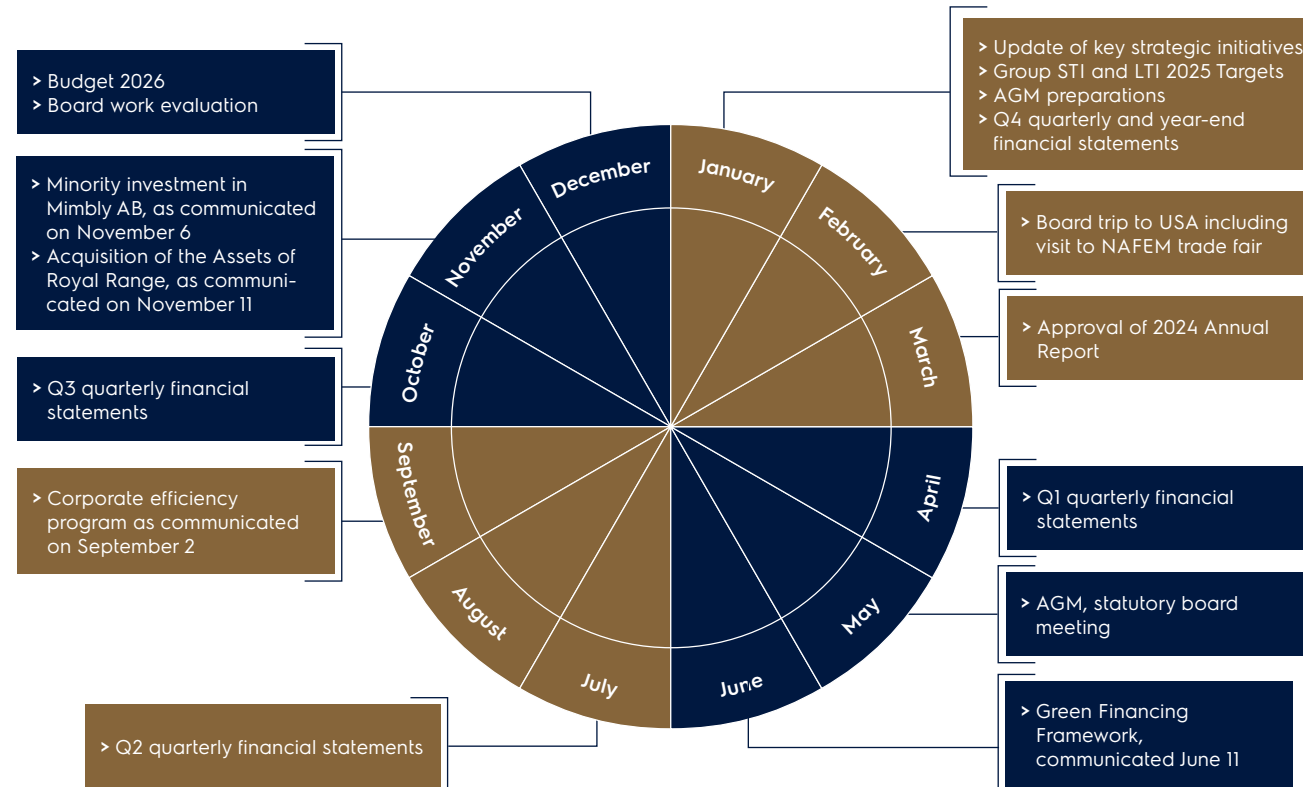 > Budget 2026
> Board work evaluation
> Minority investment in
Mimbly AB, as communicated
on November 6
> Acquisition of the Assets of
Royal Range, as communi-
cated on November 11
> Q3 quarterly financial
statements
> Corporate efficiency
program as communicated
on September 2
> Q2 quarterly financial statements
December
January
November
February
October
March
September
April
August
May
July
June
> Update of key strategic initiatives
> Group STI and LTI 2025 Targets
> AGM preparations
> Q4 quarterly and year-end
financial statements
> Board trip to USA including
visit to NAFEM trade fair
> Approval of 2024 Annual
Report
> Q1 quarterly financial
statements
> AGM, statutory board
meeting
> Green Financing
Framework,
communicated June 11